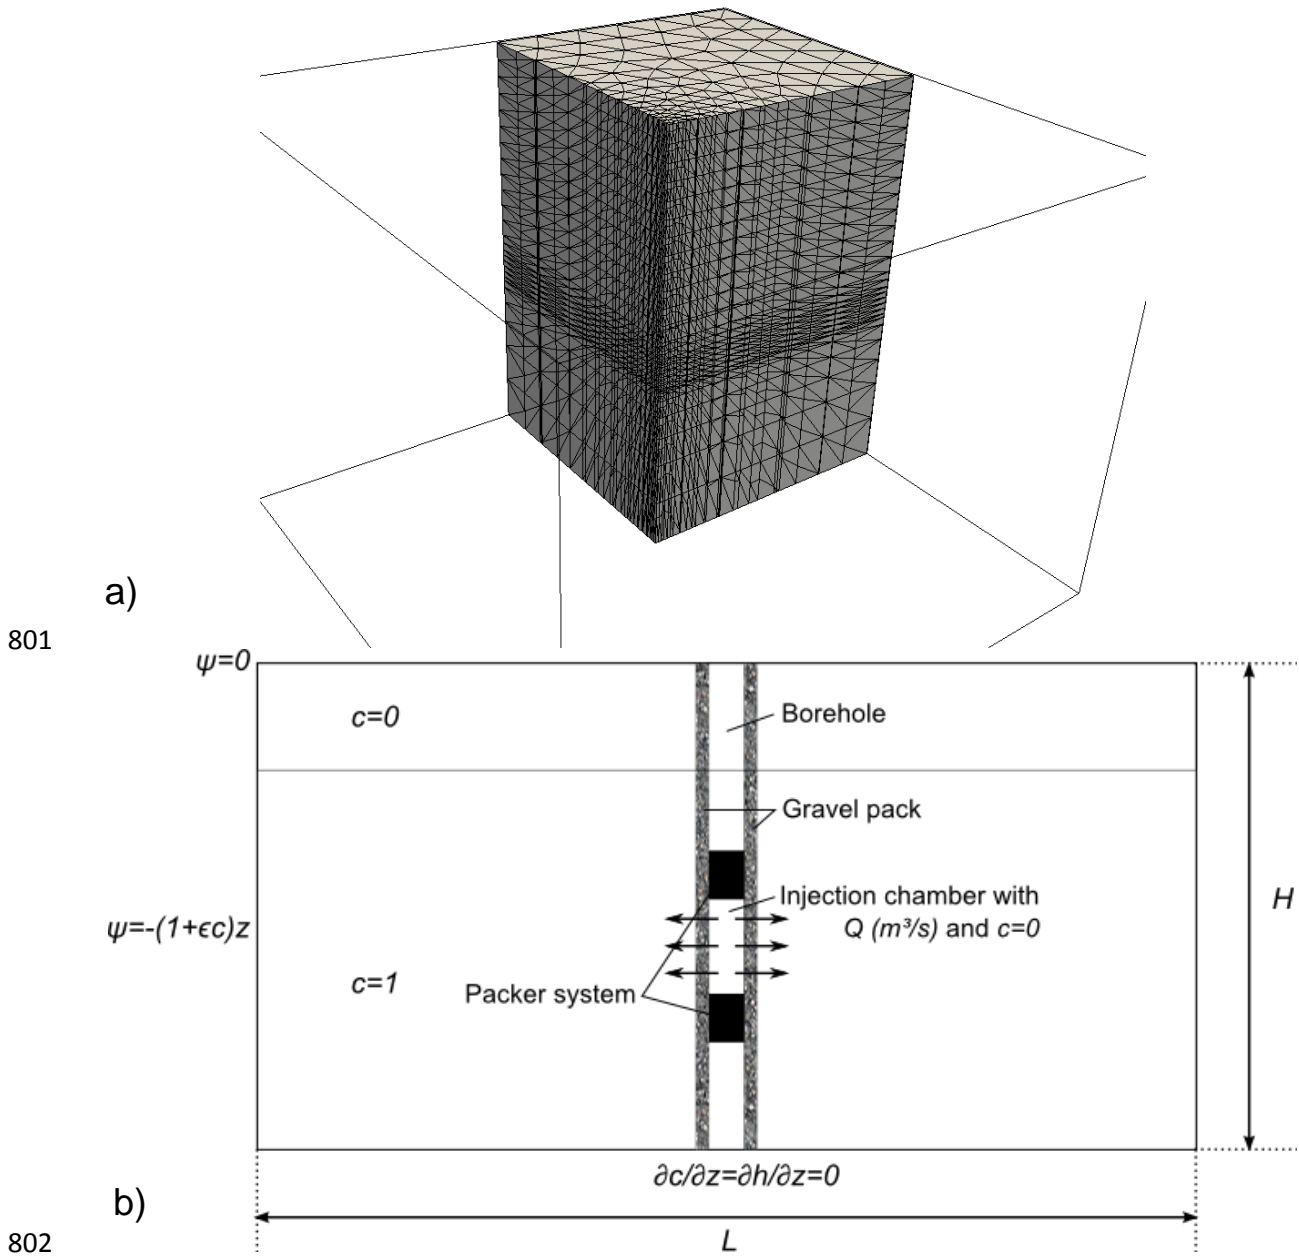 a)
801
ψ=0
c=0
Borehole
Gravel pack
Injection chamber with
Q (m³/s) and c=0
H
ψ=-(1+ϵc)z
c=1
Packer system
∂c/∂z=∂h/∂z=0
b)
L
802